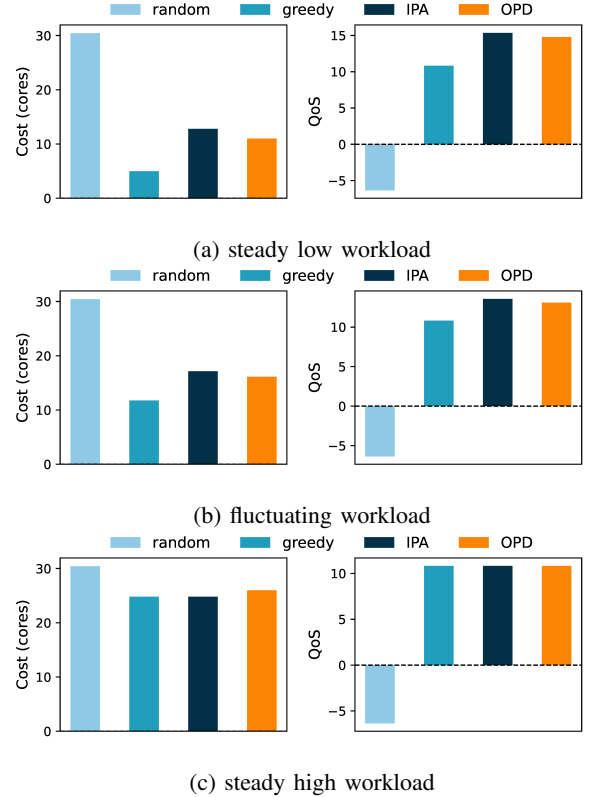 random greedy IPA OPD
30
20
10
0
Cost (cores)
15
10
5
0
−5
QoS
(a) steady low workload
random greedy IPA OPD
30
20
10
0
Cost (cores)
10
5
0
−5
QoS
(b) fluctuating workload
random greedy IPA OPD
30
20
10
0
Cost (cores)
10
5
0
−5
QoS
(c) steady high workload